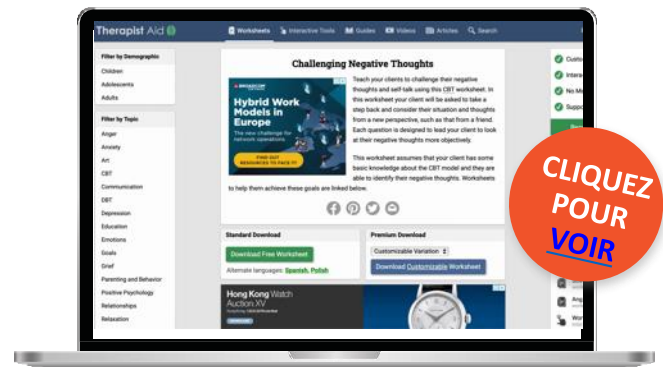 Therapist Aid
Worksheets Interactive Tools Guides Videos Articles Search
Filter by Demographic
Children
Adolescents
Adults
Filter by Topic
Anger
Anxiety
Art
CBT
Communication
DBT
Depression
Education
Emotions
Goals
Grief
Parenting and Behavior
Positive Psychology
Relationships
Relaxation
Challenging Negative Thoughts
BROADCOM
Hybrid Work
Models in
Europe
The new challenge for
network operations
FIND OUT
RESOURCES TO FACE IT
Teach your clients to challenge their negative
thoughts and self-talk using this CBT worksheet. In
this worksheet your client will be asked to take a
step back and consider their situation and thoughts
from a new perspective, such as that from a friend.
Each question is designed to lead your client to look
at their negative thoughts more objectively.
This worksheet assumes that your client has some
basic knowledge about the CBT model and they are
able to identify their negative thoughts. Worksheets
to help them achieve these goals are linked below.
Standard Download
Download Free Worksheet
Alternate languages: Spanish, Polish
Premium Download
Customizable Variation
Download Customizable Worksheet
Hong Kong Watch
Auction XV
Custo
Interac
No M
Suppo
CLIQUEZ
POUR
VOIR
Ang
Wor